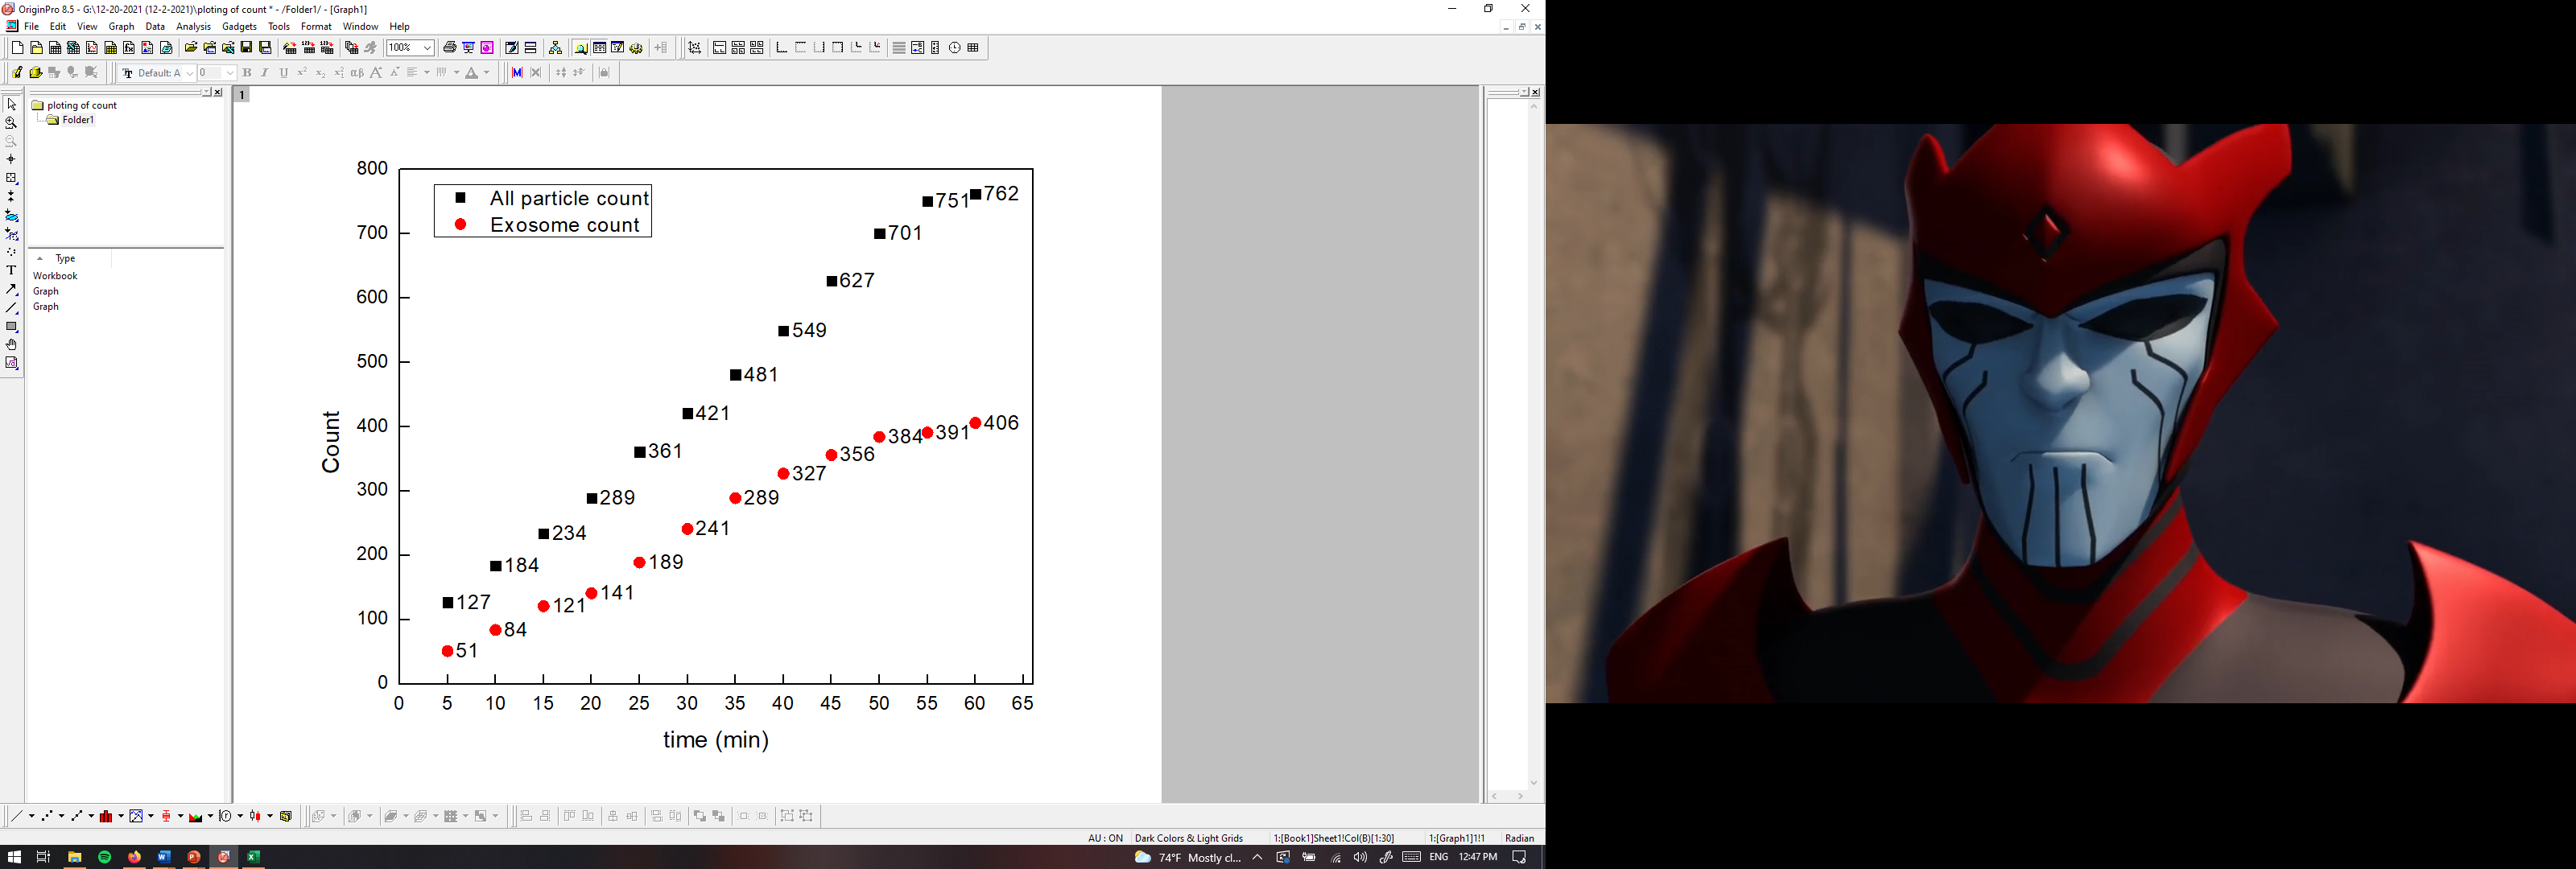 OriginPro 8.5 - G:\12-20-2021 (12-2-2021)\ploting of count * - /Folder1/ - [Graph1]
File Edit View Graph Data Analysis Gadgets Tools Format Window Help
100%
Default: A 0 B I U
ploting of count
Folder1
Type
Workbook
Graph
Graph
1
All particle count
Exosome count
800
700
600
500
400
300
200
100
0
Count
127
184
234
289
361
421
481
549
627
701
751
762
51
84
121
141
189
241
289
327
356
384
391
406
0 5 10 15 20 25 30 35 40 45 50 55 60 65
time (min)
AU : ON Dark Colors & Light Grids 1:[Book1]Sheet1!Col(B)[1:30] 1:[Graph1]1!1 Radian
74°F Mostly cl... ENG 12:47 PM